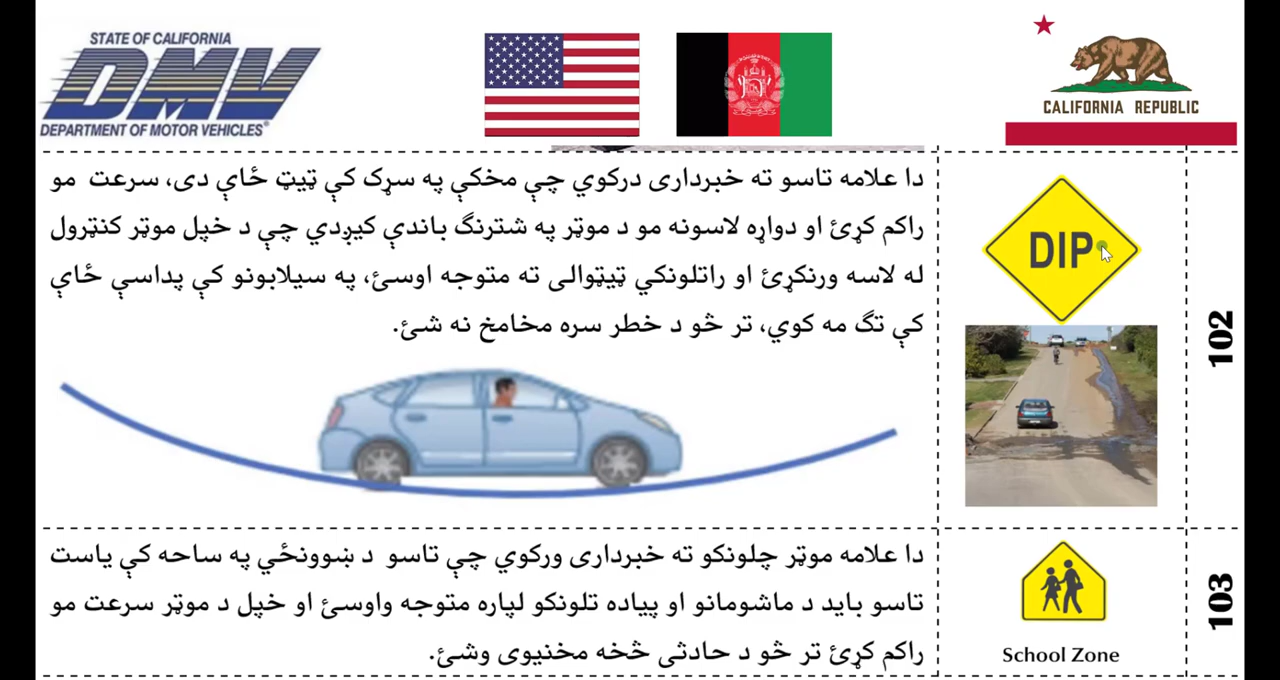 STATE OF CALIFORNIA
DMV
DEPARTMENT OF MOTOR VEHICLES®
CALIFORNIA REPUBLIC
دا علامه تاسو ته خبرداری درکوي چې مخکې په سړک کې ټیټ ځای دی، سرعت مو
راکم کړئ او دواړه لاسونه مو د موټر په شترنگ باندې کیږدي چې د خپل موټر کنټرول
له لاسه ورنکړئ او راتلونکي ټیټوالی ته متوجه اوسئ، په سیلابونو کې پداسې ځای
کې تگ مه کوي، تر څو د خطر سره مخامخ نه شئ.
DIP
102
دا علامه موټر چلونکو ته خبرداری ورکوي چې تاسو د ښوونځي په ساحه کې یاست
تاسو باید د ماشومانو او پیاده تلونکو لپاره متوجه واوسئ او خپل د موټر سرعت مو
راکم کړئ تر څو د حادثی څخه مخنیوی وشئ.
School Zone
103